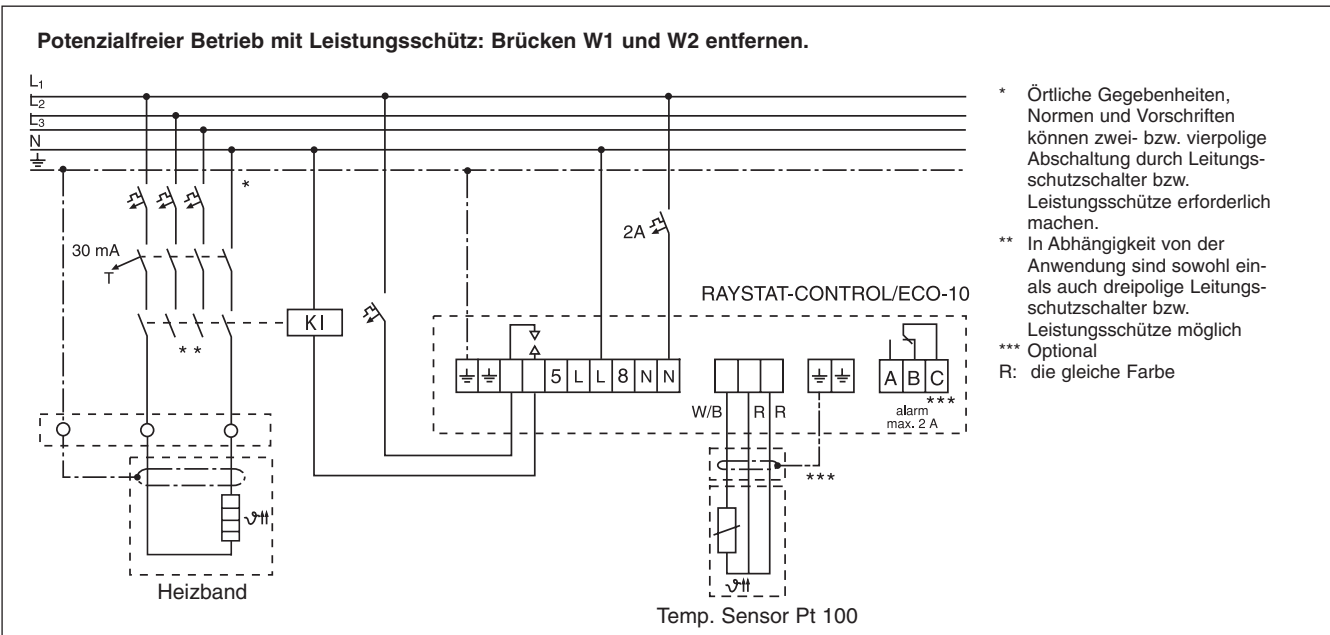 Potenzialfreier Betrieb mit Leistungsschütz: Brücken W1 und W2 entfernen.
L1
L2
L3
N
*
30 mA
T
* *
KI
2A
RAYSTAT-CONTROL/ECO-10
5 L L 8 N N
W/B R R
A B C
***
alarm
max. 2 A
***
Heizband
Temp. Sensor Pt 100
* Örtliche Gegebenheiten,
Normen und Vorschriften
können zwei- bzw. vierpolige
Abschaltung durch Leitungs-
schutzschalter bzw.
Leistungsschütze erforderlich
machen.
** In Abhängigkeit von der
Anwendung sind sowohl ein-
als auch dreipolige Leitungs-
schutzschalter bzw.
Leistungsschütze möglich
*** Optional
R: die gleiche Farbe